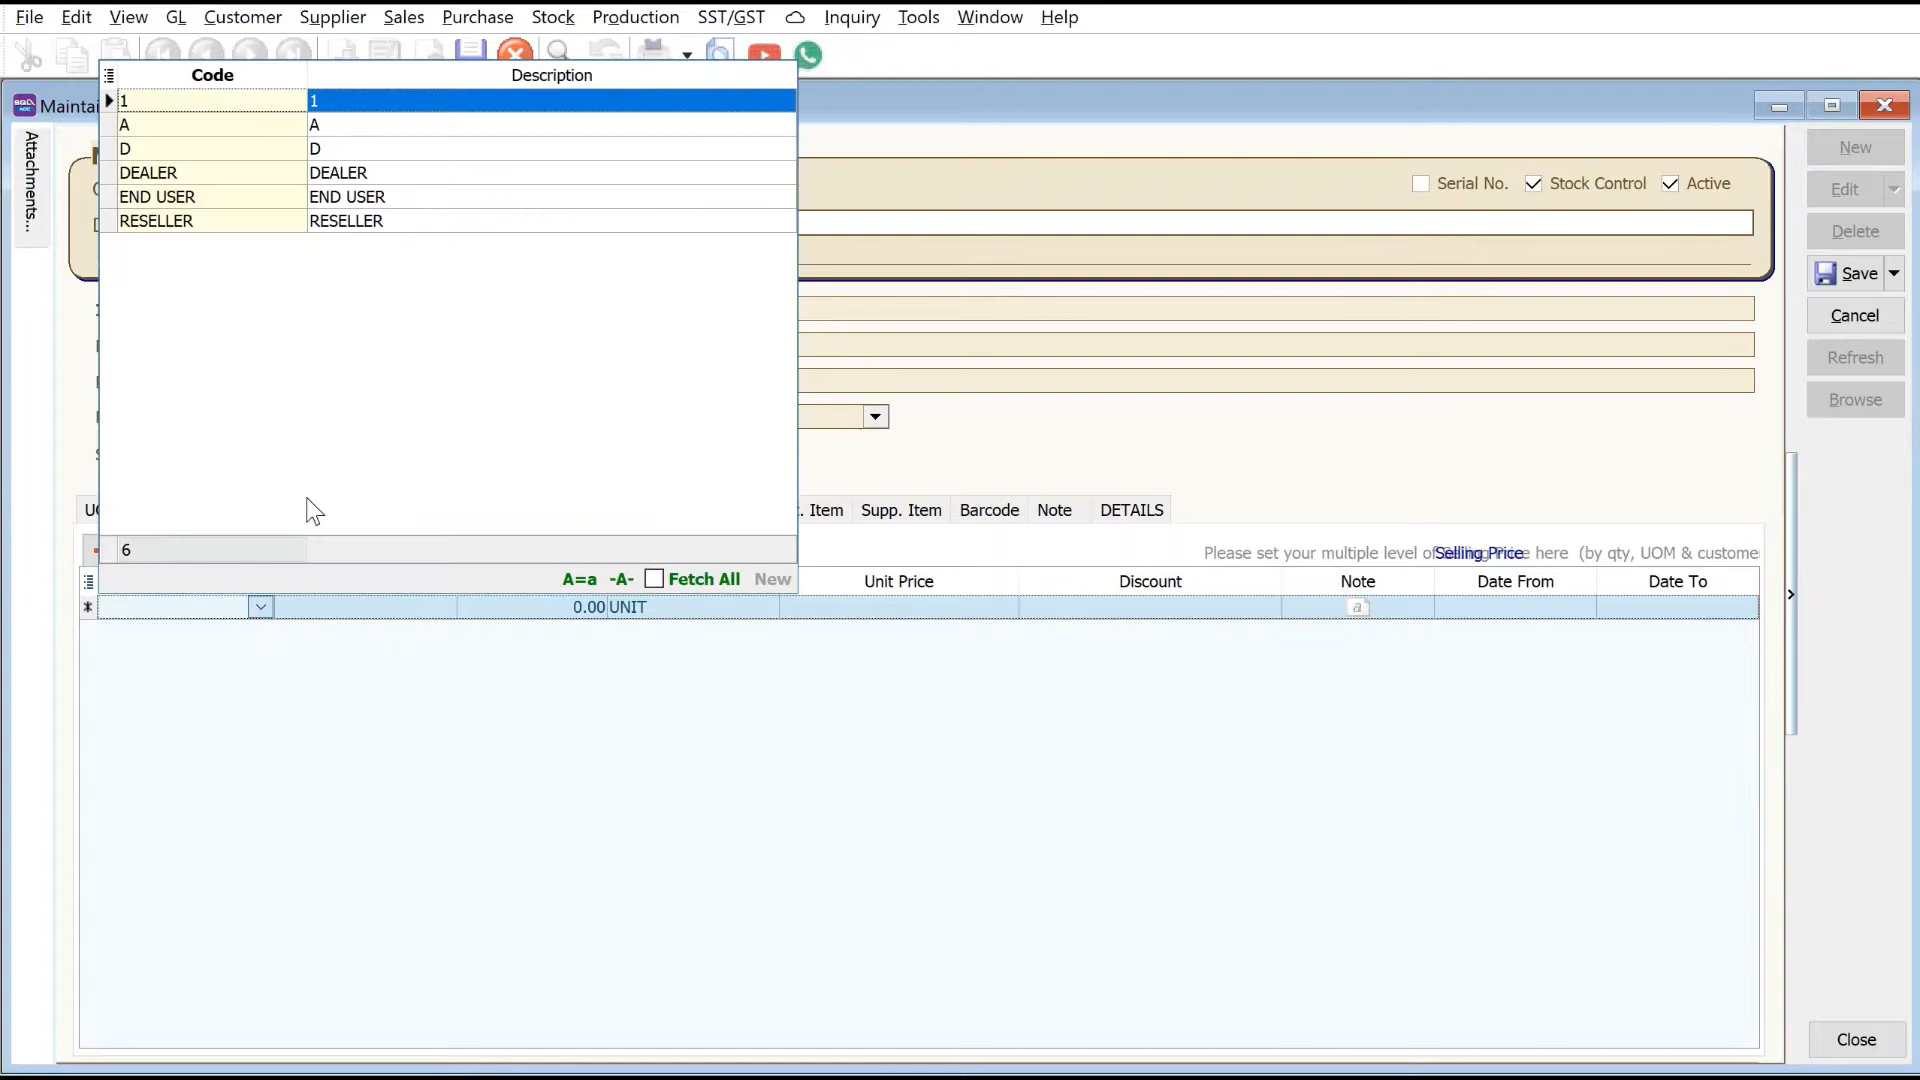 File Edit View GL Customer Supplier Sales Purchase Stock Production SST/GST Inquiry Tools Window Help
Code Description
1 1
A A
D D
DEALER DEALER
END USER END USER
RESELLER RESELLER
6
A=a -A- Fetch All New
Attachments...
Serial No. Stock Control Active
New
Edit
Delete
Save
Cancel
Refresh
Browse
. Item Supp. Item Barcode Note DETAILS
Please set your multiple level of Selling Price here (by qty, UOM & custome
Unit Price Discount Note Date From Date To
0.00 UNIT a
Close